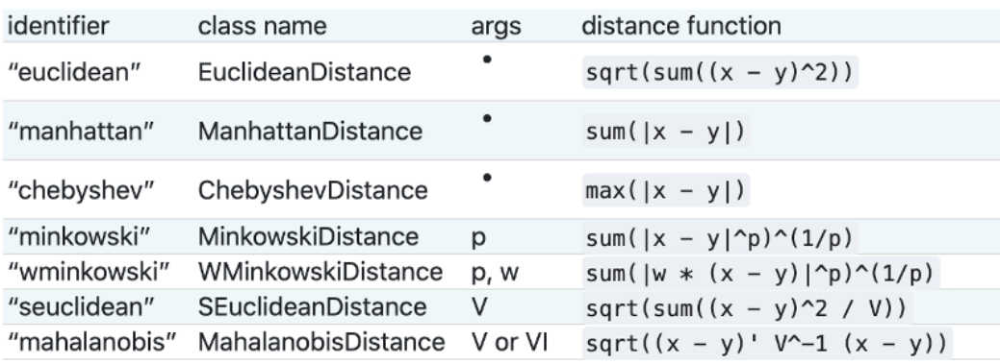 identifier class name args distance function
“euclidean” EuclideanDistance • sqrt(sum((x - y)^2))
“manhattan” ManhattanDistance • sum(|x - y|)
“chebyshev” ChebyshevDistance • max(|x - y|)
“minkowski” MinkowskiDistance p sum(|x - y|^p)^(1/p)
“wminkowski” WMinkowskiDistance p, w sum(|w * (x - y)|^p)^(1/p)
“seuclidean” SEuclideanDistance V sqrt(sum((x - y)^2 / V))
“mahalanobis” MahalanobisDistance V or VI sqrt((x - y)' V^-1 (x - y))